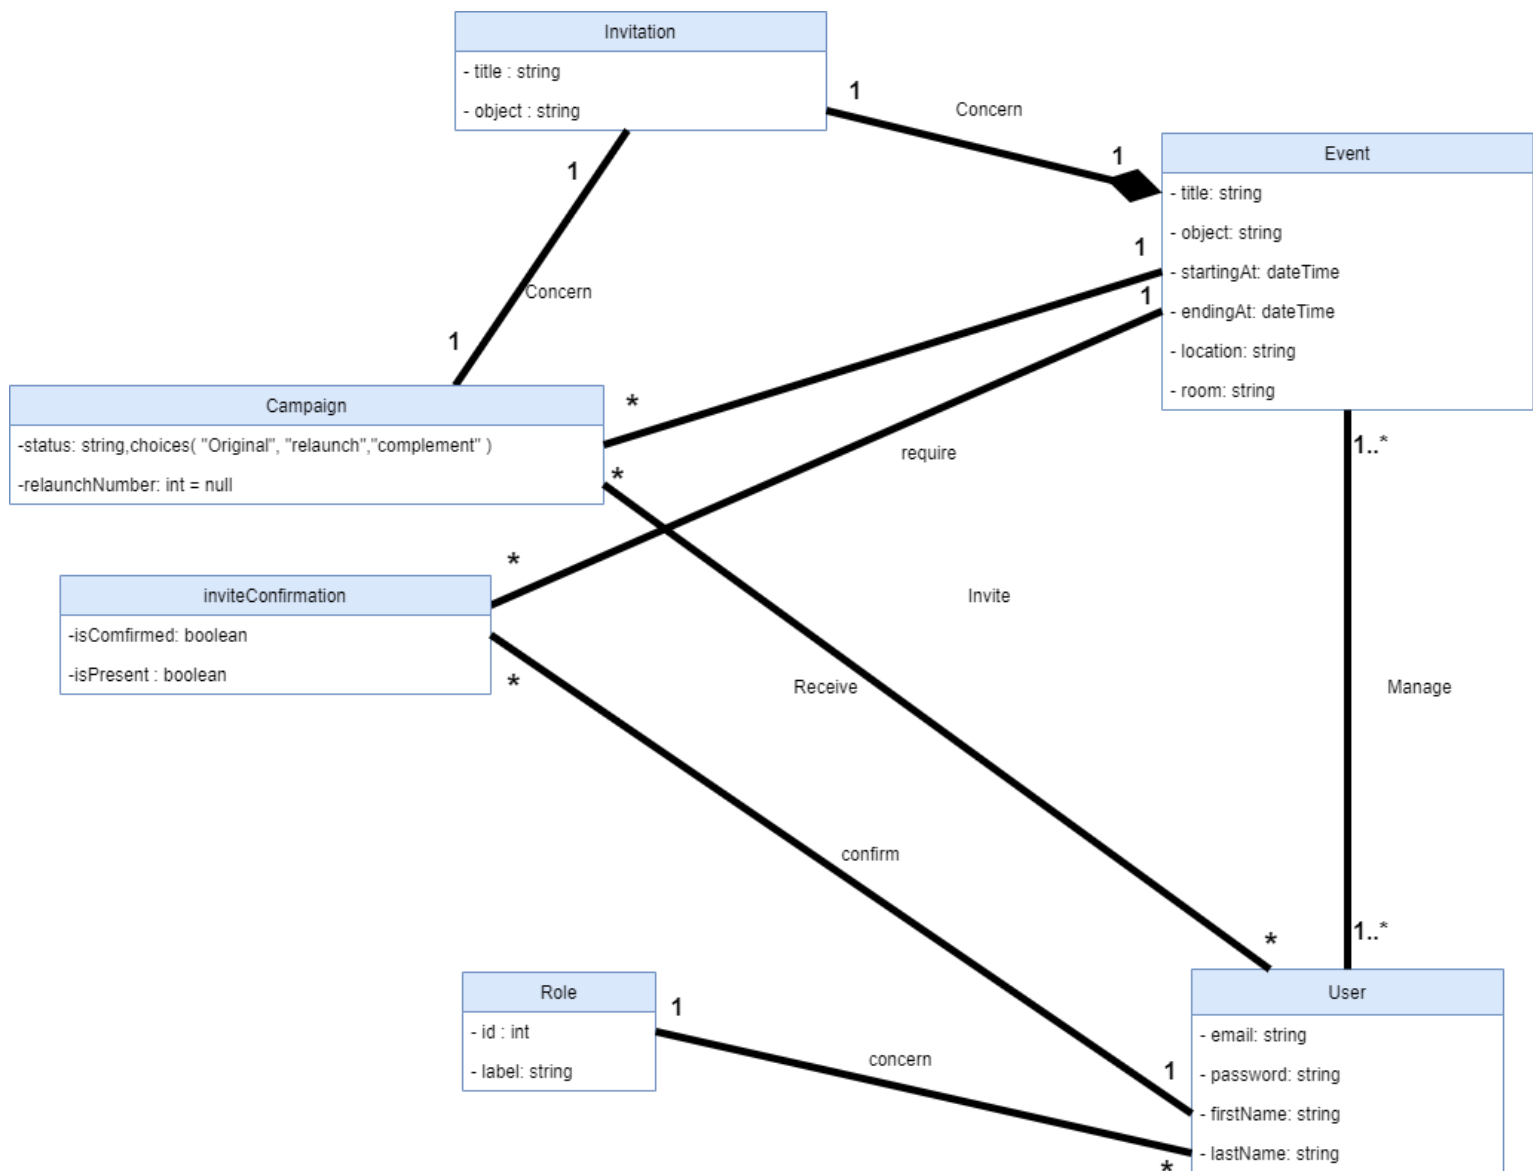 Invitation
- title : string
- object : string
1
Concern
1
Event
- title: string
- object: string
- startingAt: dateTime
- endingAt: dateTime
- location: string
- room: string
1
Concern
1
1
1
Campaign
-status: string,choices( "Original", "relaunch","complement" )
-relaunchNumber: int = null
*
*
require
1..*
*
inviteConfirmation
-isComfirmed: boolean
-isPresent : boolean
*
Invite
Receive
Manage
confirm
*
1..*
Role
- id : int
- label: string
1
concern
1
User
- email: string
- password: string
- firstName: string
- lastName: string
*